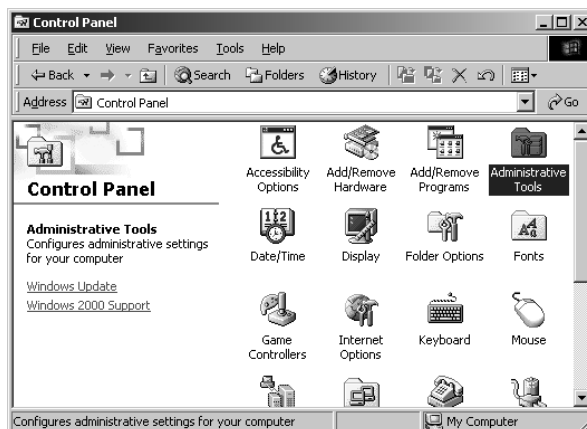 Control Panel
File Edit View Favorites Tools Help
Back Search Folders History
Address Control Panel Go
Control Panel
Administrative Tools
Configures administrative settings
for your computer
Windows Update
Windows 2000 Support
Accessibility
Options
Add/Remove
Hardware
Add/Remove
Programs
Administrative
Tools
Date/Time
Display
Folder Options
Fonts
Game
Controllers
Internet
Options
Keyboard
Mouse
Configures administrative settings for your computer
My Computer